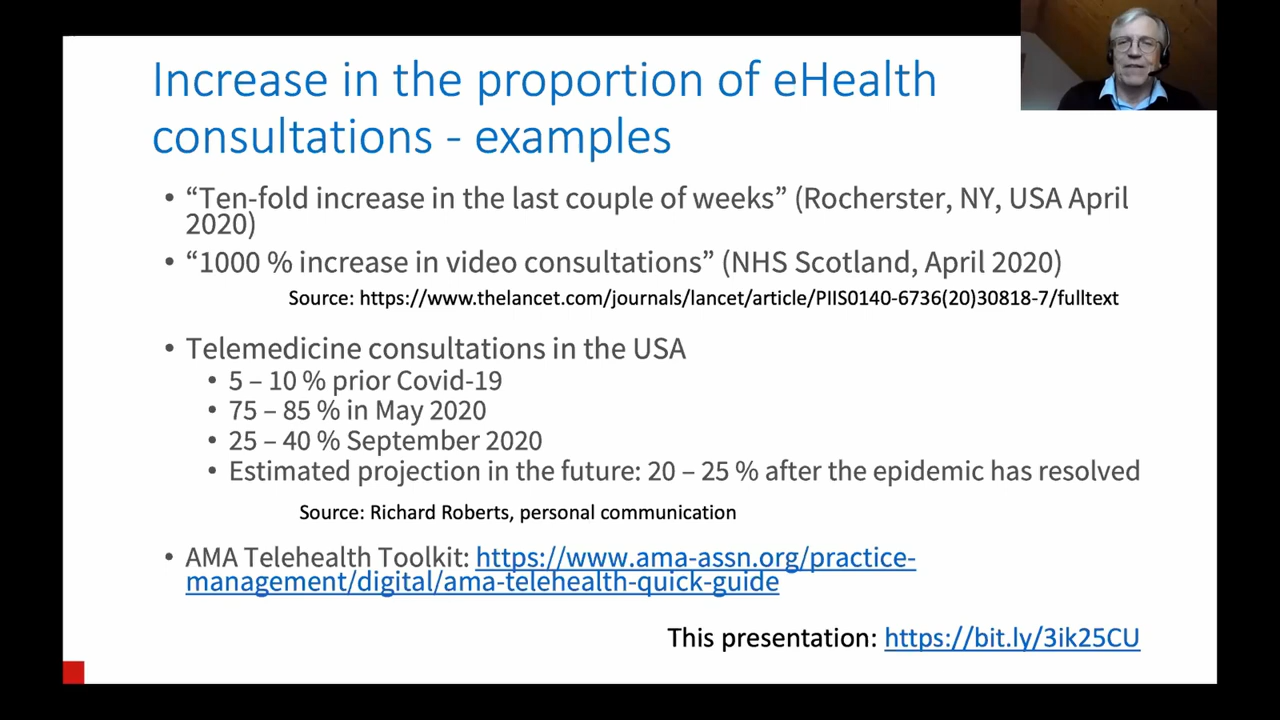 Increase in the proportion of eHealth
consultations - examples
• “Ten-fold increase in the last couple of weeks” (Rocherster, NY, USA April
2020)
• “1000 % increase in video consultations” (NHS Scotland, April 2020)
Source: https://www.thelancet.com/journals/lancet/article/PIIS0140-6736(20)30818-7/fulltext
• Telemedicine consultations in the USA
• 5 – 10 % prior Covid-19
• 75 – 85 % in May 2020
• 25 – 40 % September 2020
• Estimated projection in the future: 20 – 25 % after the epidemic has resolved
Source: Richard Roberts, personal communication
• AMA Telehealth Toolkit: https://www.ama-assn.org/practice-
management/digital/ama-telehealth-quick-guide
This presentation: https://bit.ly/3ik25CU